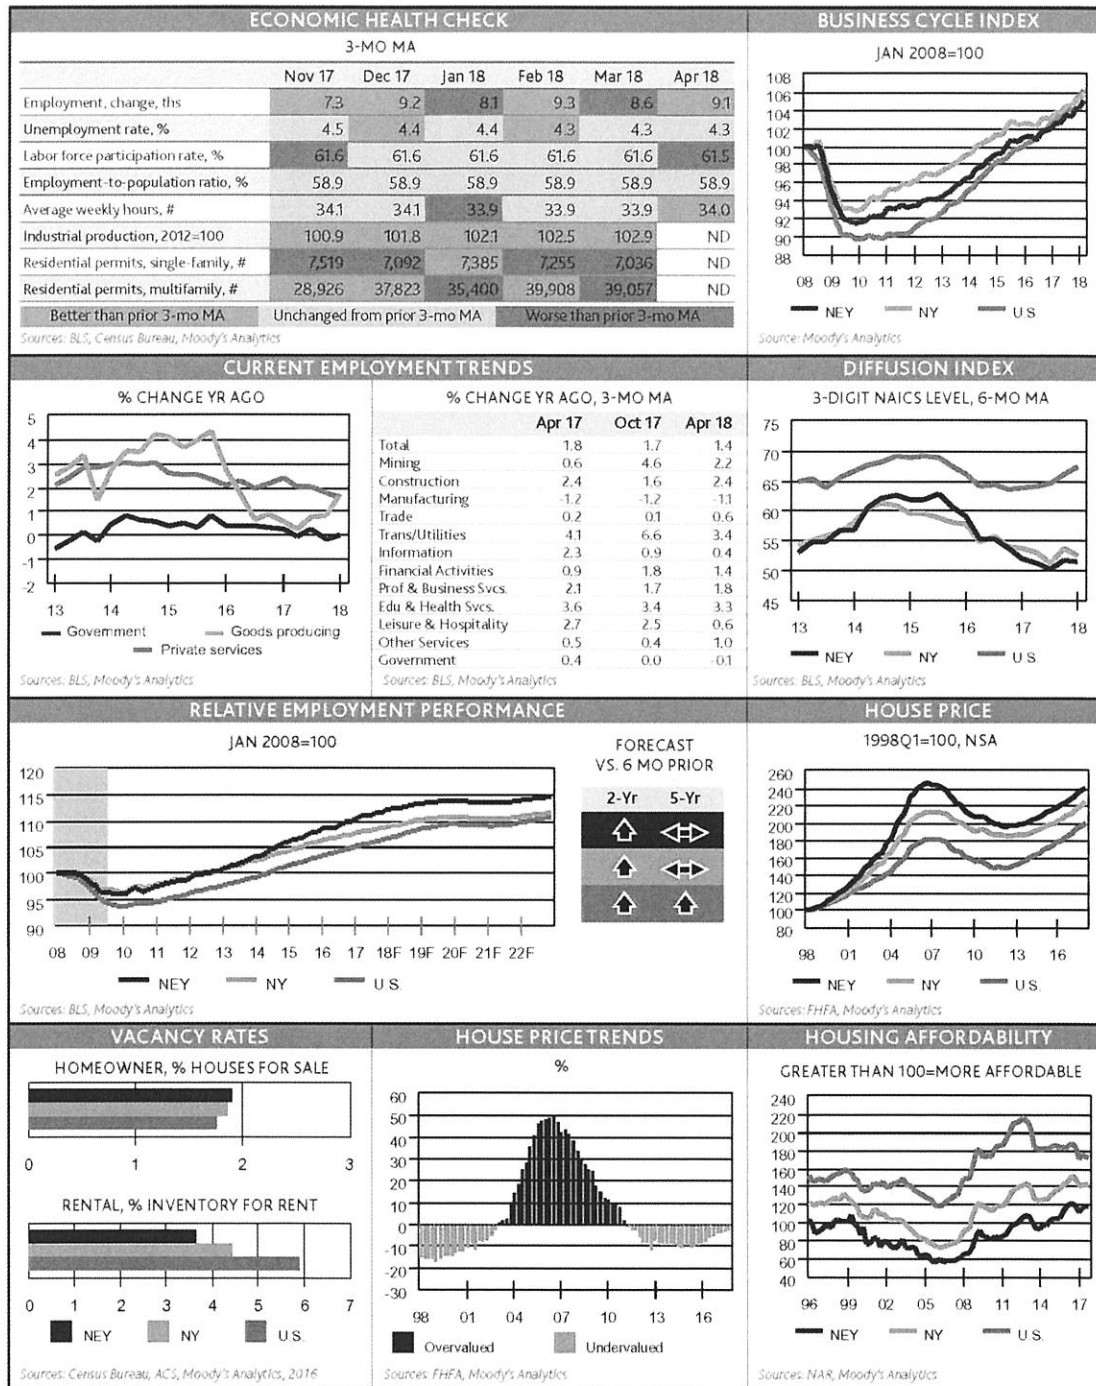 ECONOMIC HEALTH CHECK
3-MO MA
Nov 17 Dec 17 Jan 18 Feb 18 Mar 18 Apr 18
Employment, change, ths 7.3 9.2 8.1 9.3 8.6 9.1
Unemployment rate, % 4.5 4.4 4.4 4.3 4.3 4.3
Labor force participation rate, % 61.6 61.6 61.6 61.6 61.6 61.5
Employment-to-population ratio, % 58.9 58.9 58.9 58.9 58.9 58.9
Average weekly hours, # 34.1 34.1 33.9 33.9 33.9 34.0
Industrial production, 2012=100 100.9 101.8 102.1 102.5 102.9 ND
Residential permits, single-family, # 7,519 7,092 7,385 7,255 7,036 ND
Residential permits, multifamily, # 28,926 37,823 35,400 39,908 39,057 ND
Better than prior 3-mo MA Unchanged from prior 3-mo MA Worse than prior 3-mo MA
Sources: BLS, Census Bureau, Moody's Analytics
BUSINESS CYCLE INDEX
JAN 2008=100
108
106
104
102
100
98
96
94
92
90
88
08 09 10 11 12 13 14 15 16 17 18
NEY NY U.S.
Source: Moody's Analytics
CURRENT EMPLOYMENT TRENDS
% CHANGE YR AGO
5
4
3
2
1
0
-1
-2
13 14 15 16 17 18
Government Goods producing
Private services
Sources: BLS, Moody's Analytics
% CHANGE YR AGO, 3-MO MA
Apr 17 Oct 17 Apr 18
Total 1.8 1.7 1.4
Mining 0.6 4.6 2.2
Construction 2.4 1.6 2.4
Manufacturing -1.2 -1.2 -1.1
Trade 0.2 0.1 0.6
Trans/Utilities 4.1 6.6 3.4
Information 2.3 0.9 0.4
Financial Activities 0.9 1.8 1.4
Prof & Business Svcs. 2.1 1.7 1.8
Edu & Health Svcs. 3.6 3.4 3.3
Leisure & Hospitality 2.7 2.5 0.6
Other Services 0.5 0.4 1.0
Government 0.4 0.0 -0.1
Sources: BLS, Moody's Analytics
DIFFUSION INDEX
3-DIGIT NAICS LEVEL, 6-MO MA
75
70
65
60
55
50
45
13 14 15 16 17 18
NEY NY U.S.
Sources: BLS, Moody's Analytics
RELATIVE EMPLOYMENT PERFORMANCE
JAN 2008=100
120
115
110
105
100
95
90
08 09 10 11 12 13 14 15 16 17 18F 19F 20F 21F 22F
NEY NY U.S.
Sources: BLS, Moody's Analytics
FORECAST
VS. 6 MO PRIOR
2-Yr 5-Yr
HOUSE PRICE
1998Q1=100, NSA
260
240
220
200
180
160
140
120
100
80
98 01 04 07 10 13 16
NEY NY U.S.
Sources: FHFA, Moody's Analytics
VACANCY RATES
HOMEOWNER, % HOUSES FOR SALE
0 1 2 3
RENTAL, % INVENTORY FOR RENT
0 1 2 3 4 5 6 7
NEY NY U.S.
Sources: Census Bureau, ACS, Moody's Analytics, 2016
HOUSE PRICE TRENDS
%
60
50
40
30
20
10
0
-10
-20
-30
98 01 04 07 10 13 16
Overvalued Undervalued
Sources: FHFA, Moody's Analytics
HOUSING AFFORDABILITY
GREATER THAN 100=MORE AFFORDABLE
240
220
200
180
160
140
120
100
80
60
40
96 99 02 05 08 11 14 17
NEY NY U.S.
Sources: NAR, Moody's Analytics